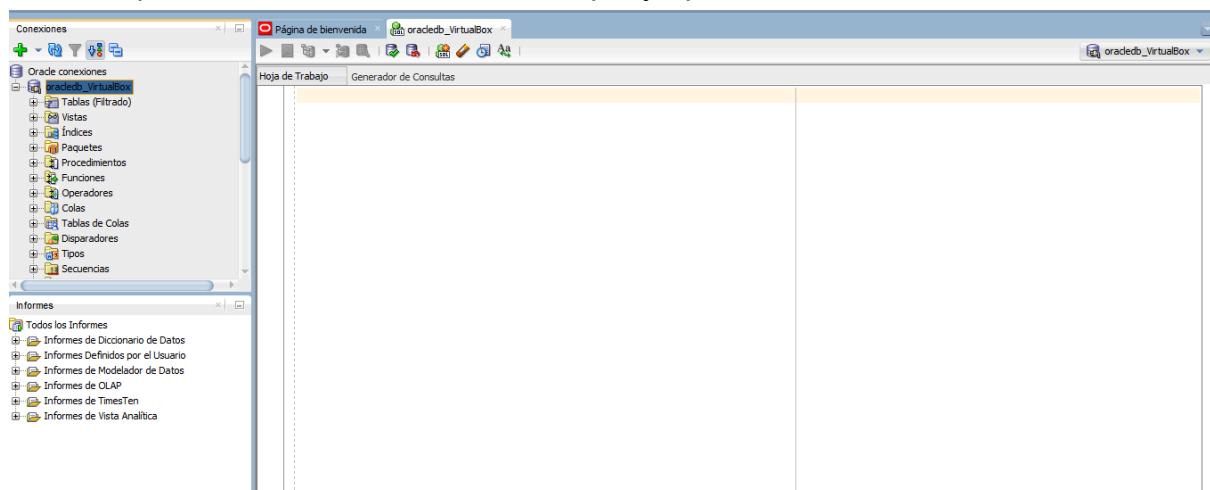 Conexiones
Página de bienvenida
oracledb_VirtualBox
oracledb_VirtualBox
Hoja de Trabajo
Generador de Consultas
Oracle conexiones
oracledb_VirtualBox
Tablas (Filtrado)
Vistas
Índices
Paquetes
Procedimientos
Funciones
Operadores
Colas
Tablas de Colas
Disparadores
Tipos
Secuencias
Informes
Todos los Informes
Informes de Diccionario de Datos
Informes Definidos por el Usuario
Informes de Modelador de Datos
Informes de OLAP
Informes de TimesTen
Informes de Vista Analítica